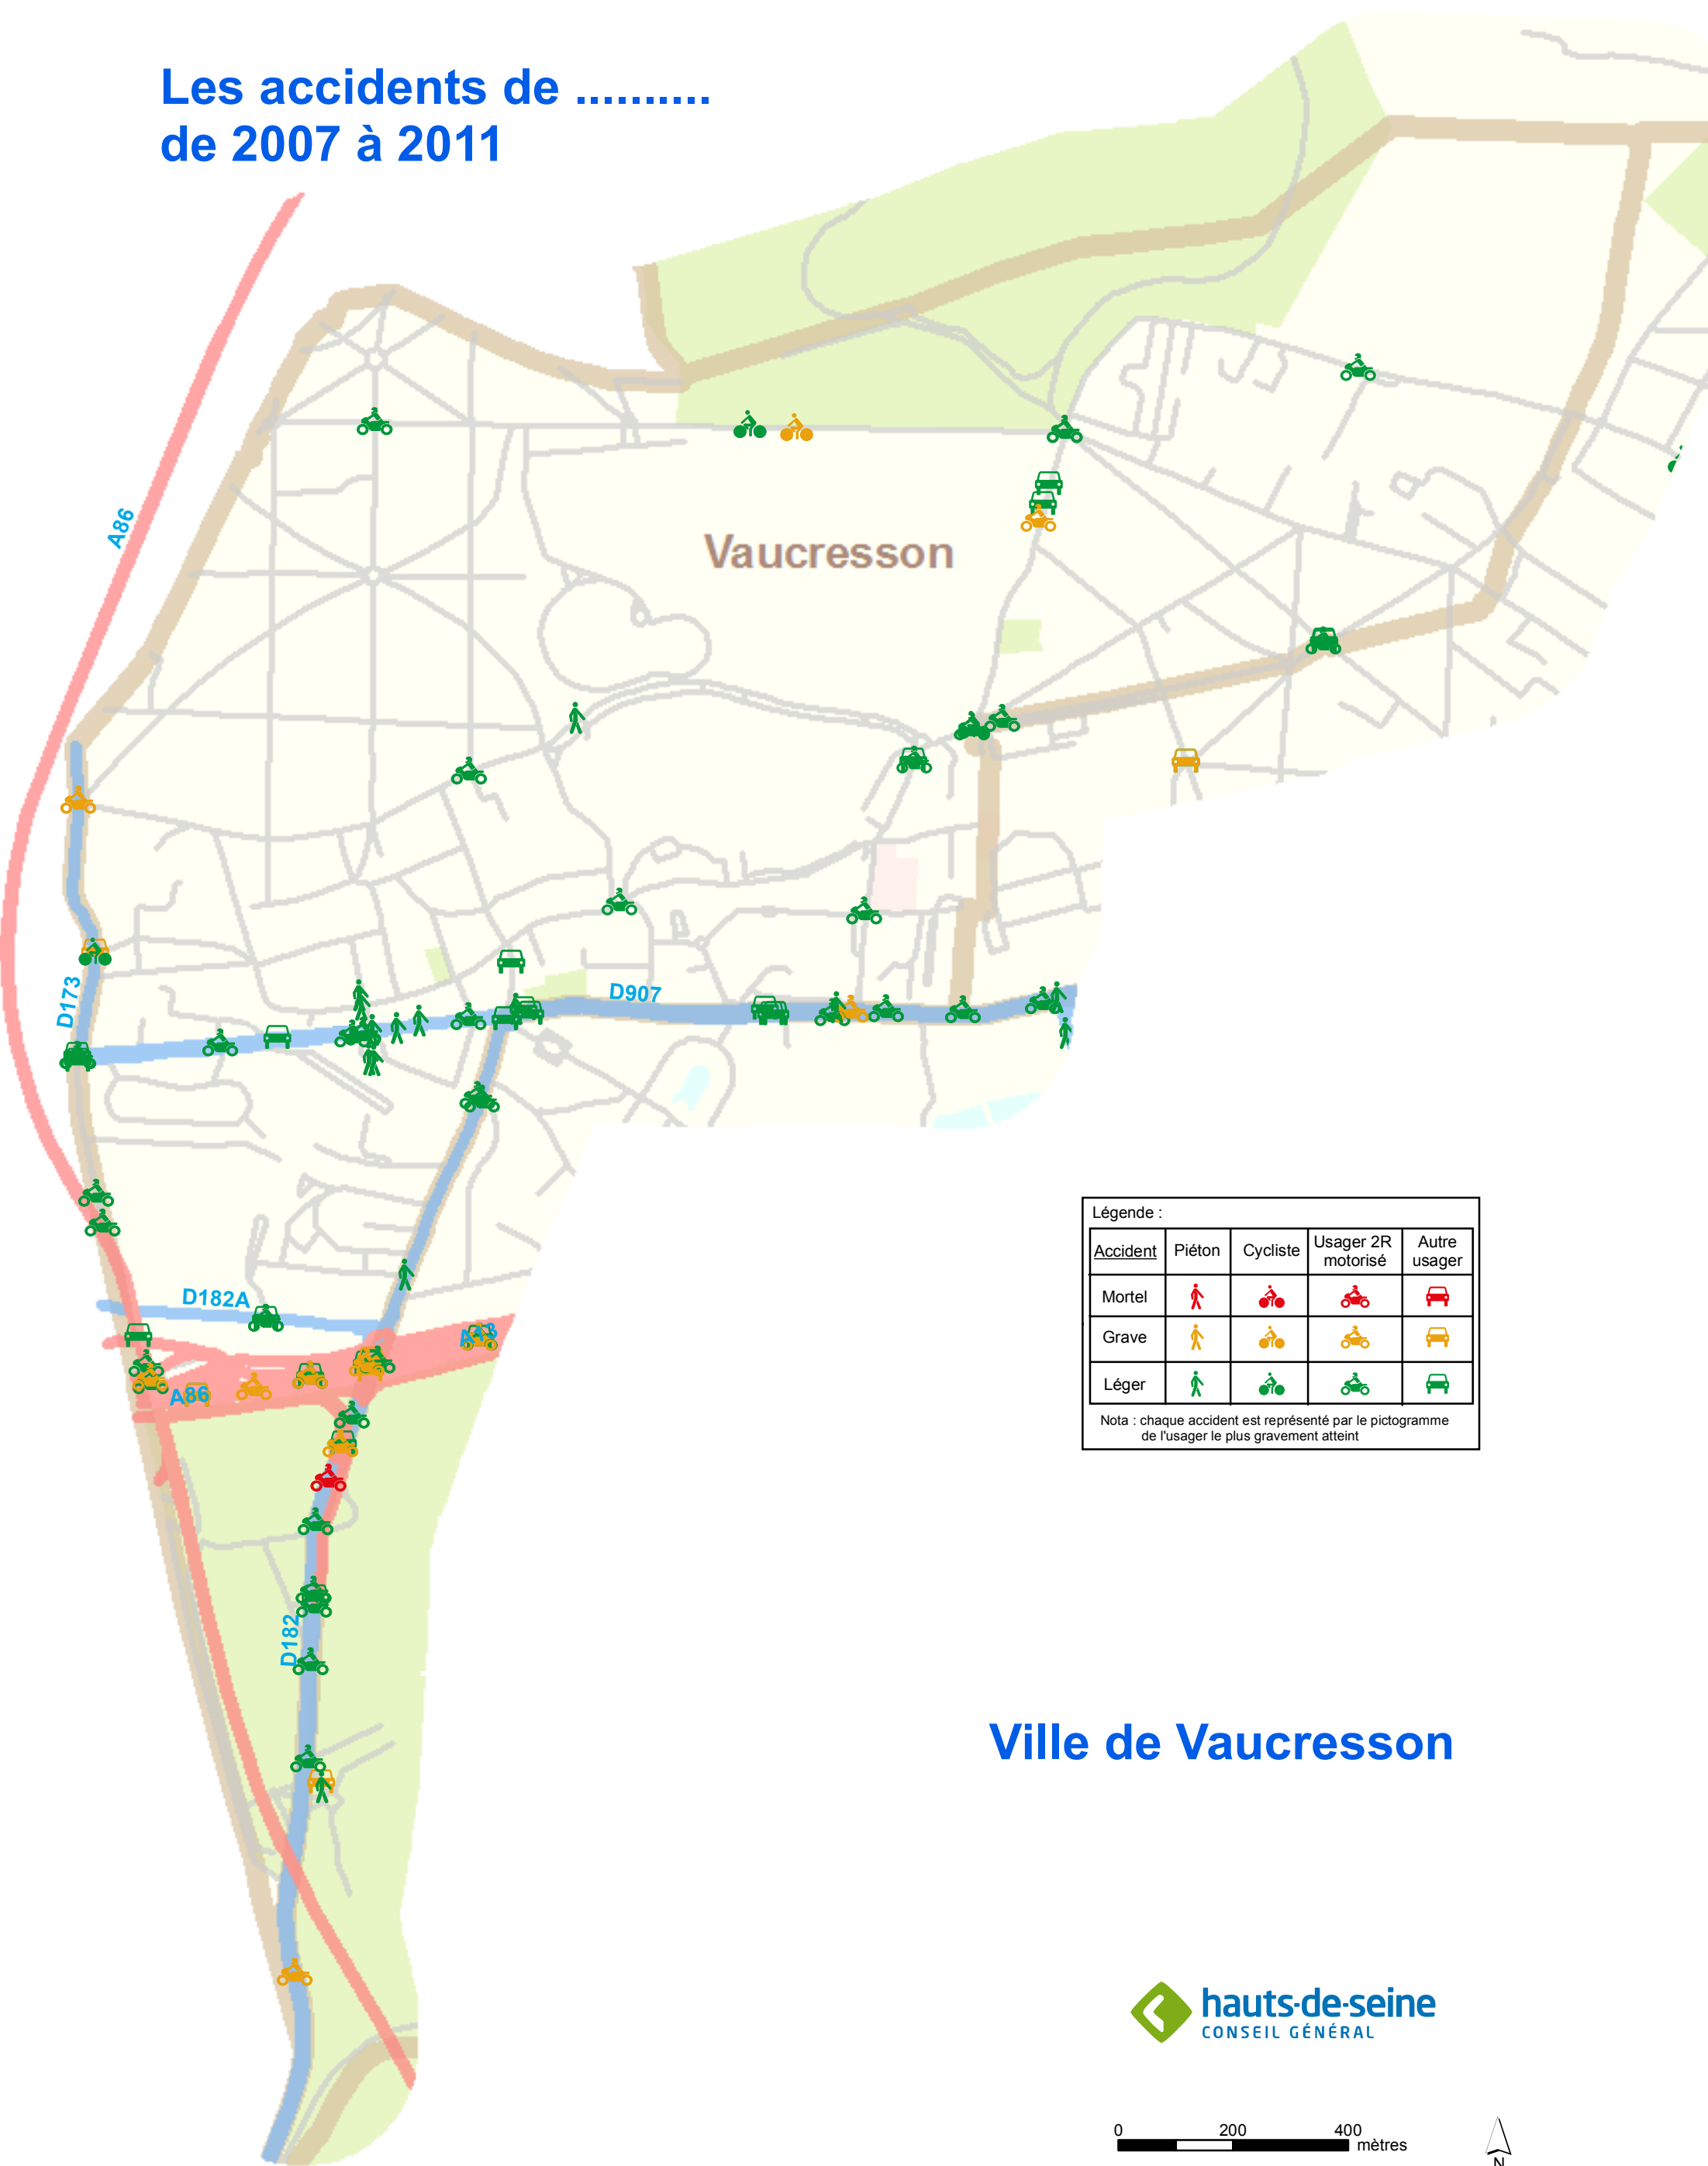 Les accidents de ..........
de 2007 à 2011
A86
Vaucresson
D173
D907
D182A
A13
A86
D182
Légende :
Accident Piéton Cycliste Usager 2R motorisé Autre usager
Mortel
Grave
Léger
Nota : chaque accident est représenté par le pictogramme
de l'usager le plus gravement atteint
Ville de Vaucresson
hauts-de-seine
CONSEIL GÉNÉRAL
0 200 400
mètres
N